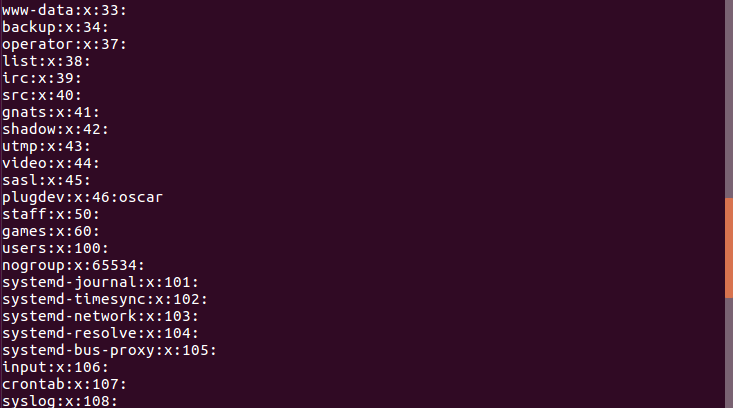 www-data:x:33:
backup:x:34:
operator:x:37:
list:x:38:
irc:x:39:
src:x:40:
gnats:x:41:
shadow:x:42:
utmp:x:43:
video:x:44:
sasl:x:45:
plugdev:x:46:oscar
staff:x:50:
games:x:60:
users:x:100:
nogroup:x:65534:
systemd-journal:x:101:
systemd-timesync:x:102:
systemd-network:x:103:
systemd-resolve:x:104:
systemd-bus-proxy:x:105:
input:x:106:
crontab:x:107:
syslog:x:108: